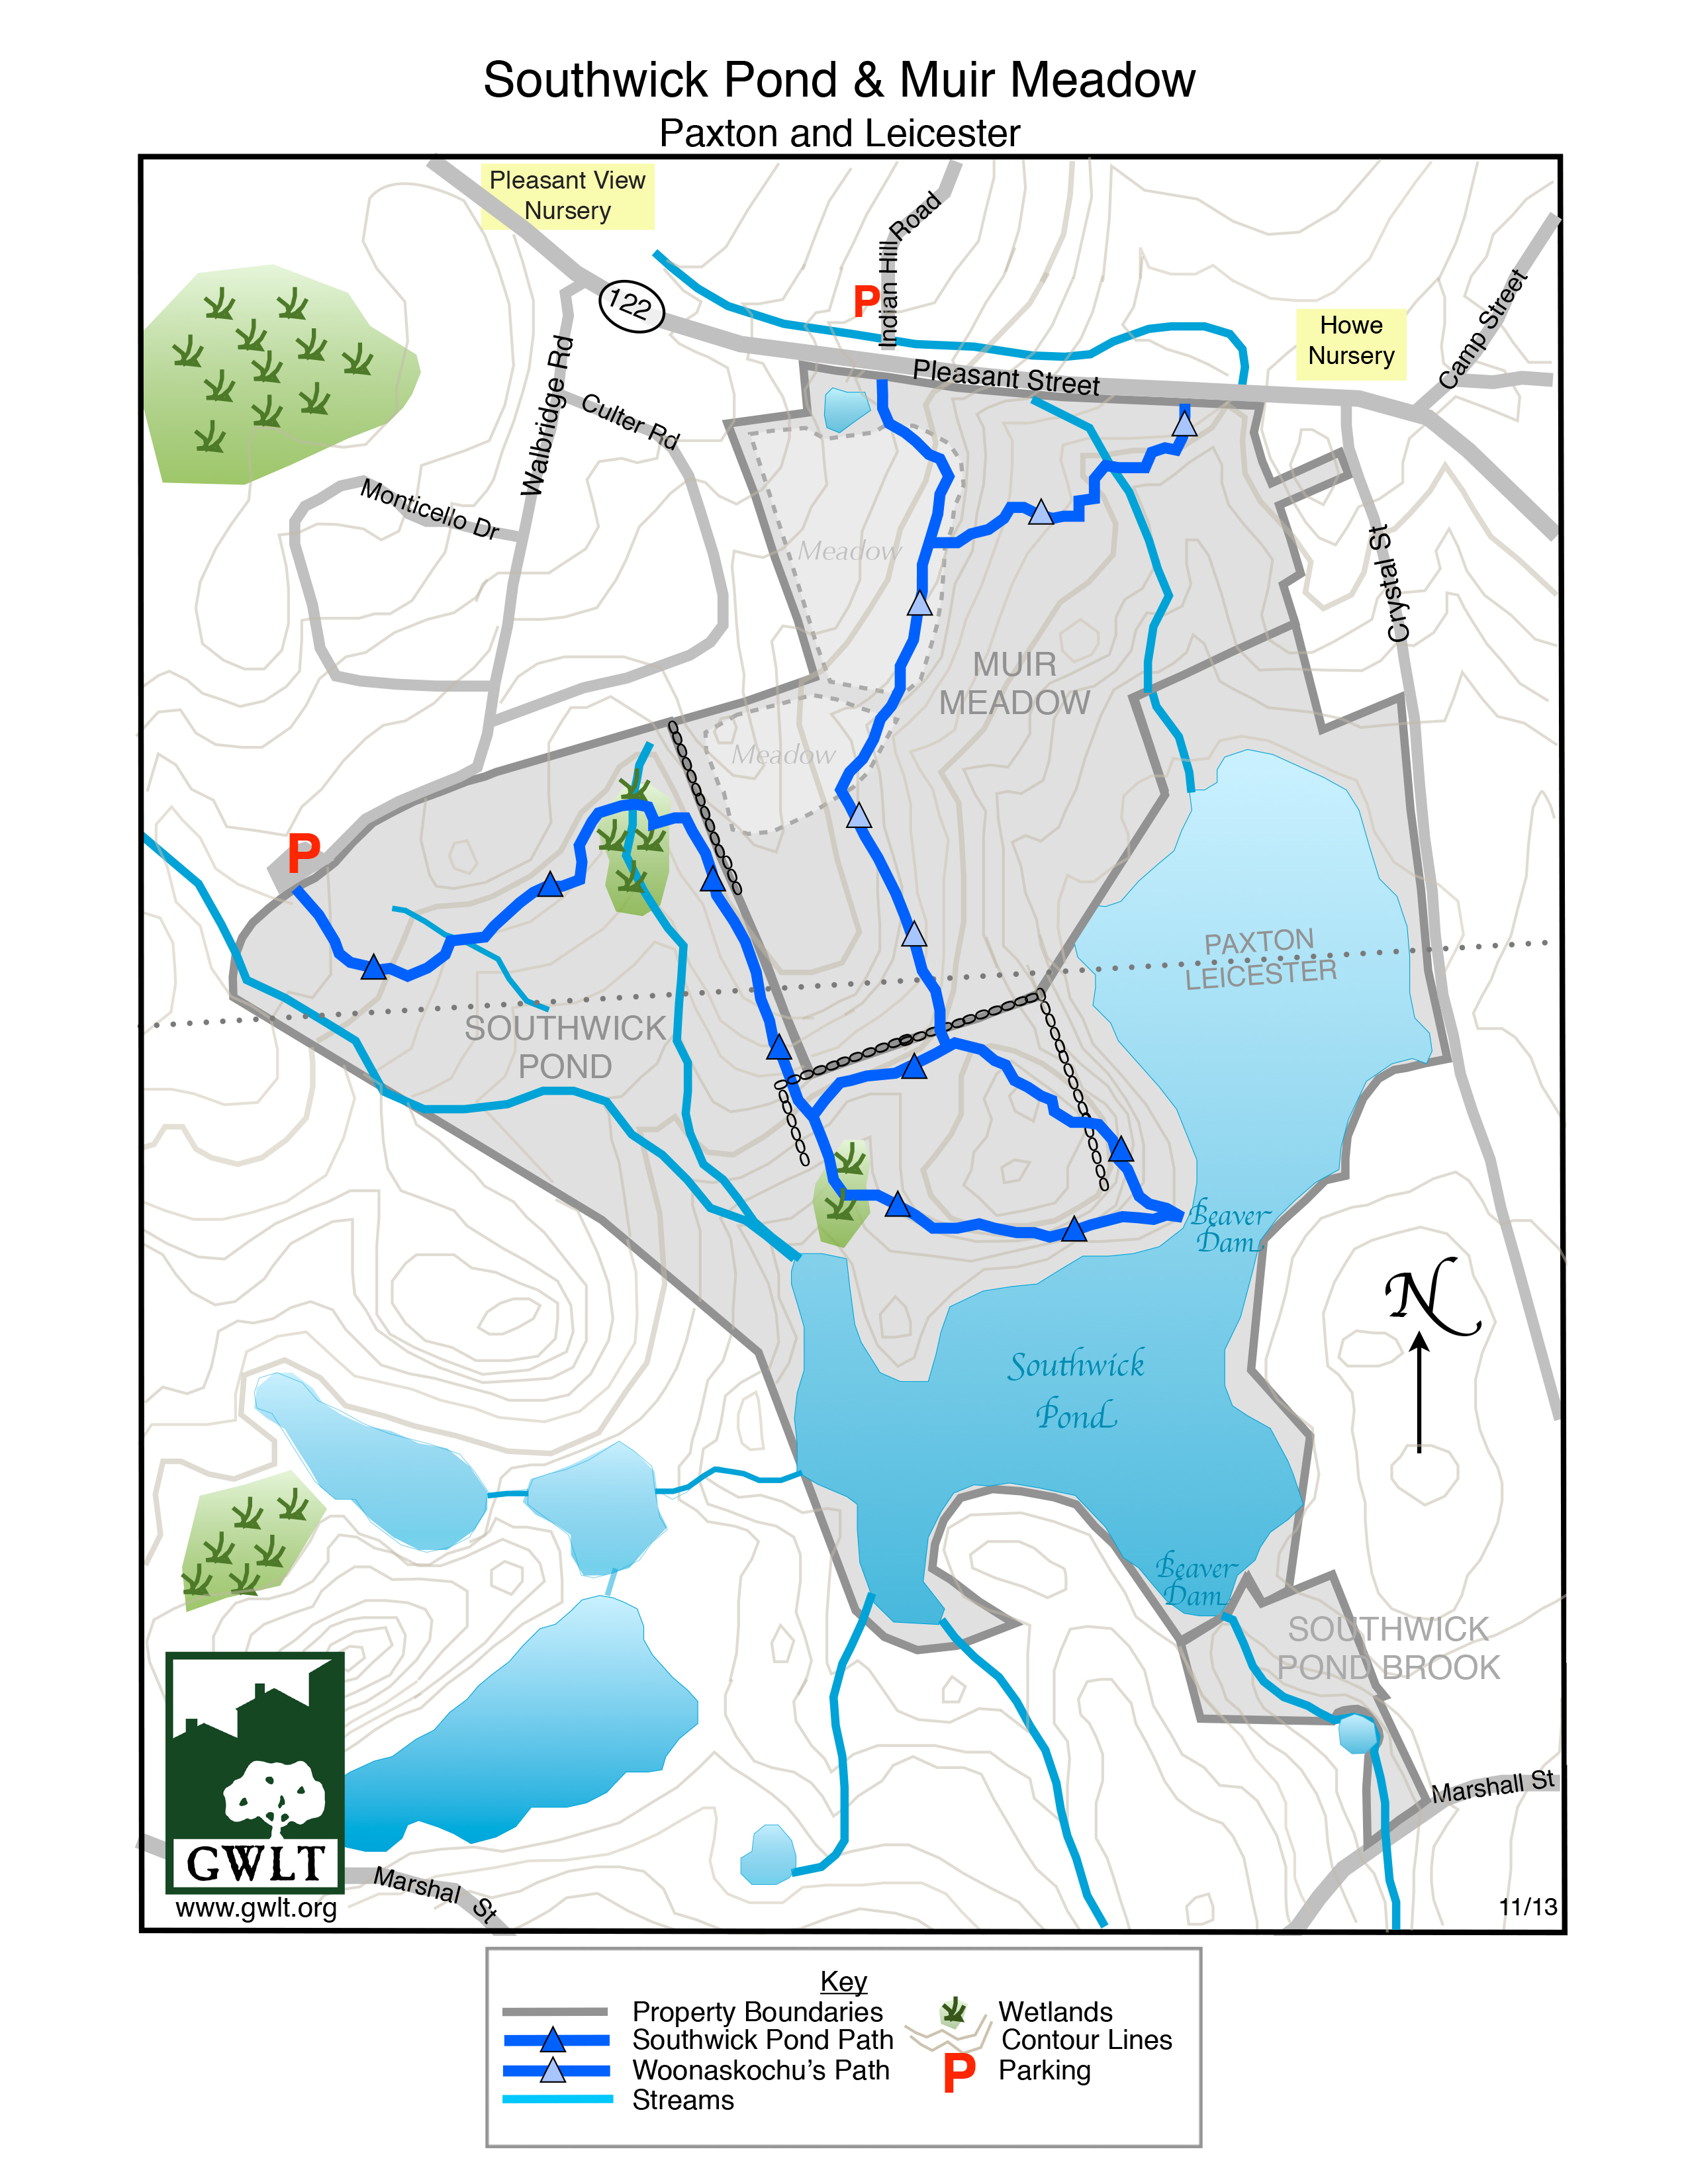 Southwick Pond & Muir Meadow
Paxton and Leicester
Pleasant View
Nursery
Indian Hill Road
P
122
Howe
Nursery
Camp Street
Pleasant Street
Walbridge Rd
Culter Rd
Monticello Dr
Crystal St
Meadow
MUIR
MEADOW
Meadow
P
PAXTON
LEICESTER
SOUTHWICK
POND
Beaver
Dam
N
Southwick
Pond
Beaver
Dam
SOUTHWICK
POND BROOK
Marshall St
GWLT
www.gwlt.org
Marshal St
11/13
Key
Property Boundaries
Southwick Pond Path
Woonaskochu's Path
Streams
Wetlands
Contour Lines
P Parking